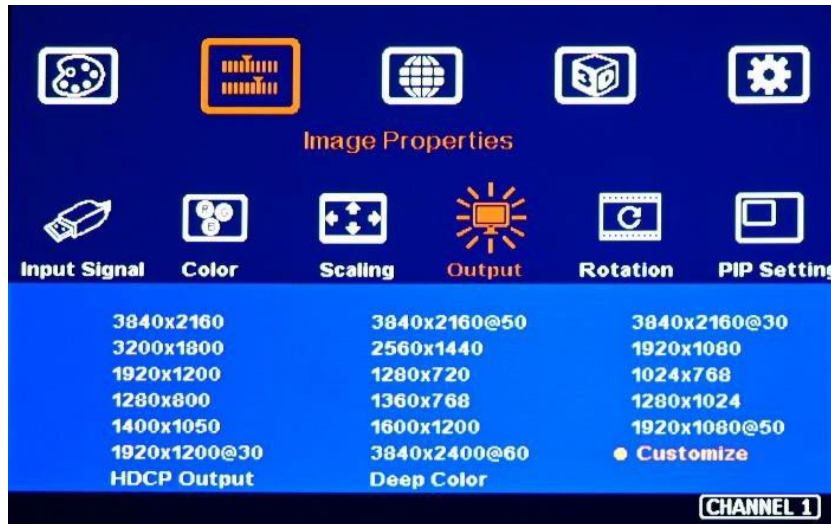 3D
Image Properties
R G
B
Input Signal Color Scaling Output Rotation PIP Setting
3840x2160 3840x2160@50 3840x2160@30
3200x1800 2560x1440 1920x1080
1920x1200 1280x720 1024x768
1280x800 1360x768 1280x1024
1400x1050 1600x1200 1920x1080@50
1920x1200@30 3840x2400@60 Customize
HDCP Output Deep Color
CHANNEL 1